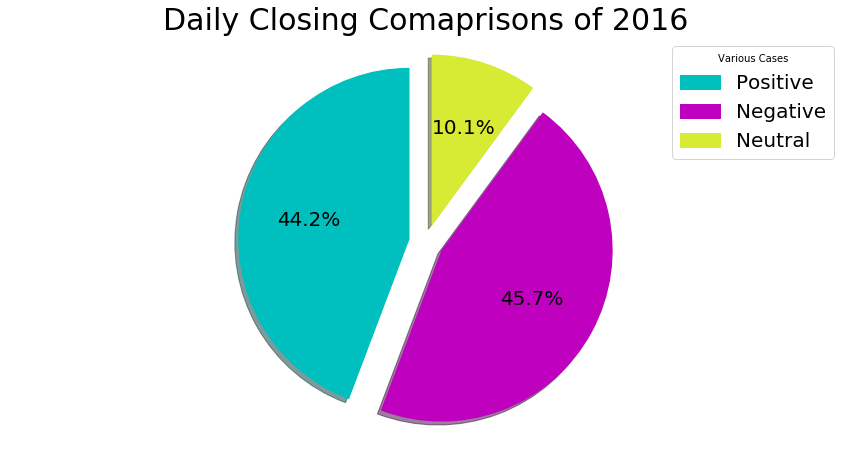 Daily Closing Comaprisons of 2016
Various Cases
Positive
Negative
Neutral
10.1%
44.2%
45.7%